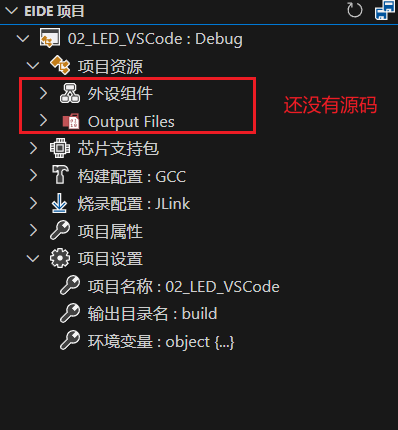 EIDE 项目
02_LED_VSCode : Debug
项目资源
外设组件
还没有源码
Output Files
芯片支持包
构建配置 : GCC
烧录配置 : JLink
项目属性
项目设置
项目名称 : 02_LED_VSCode
输出目录名 : build
环境变量 : object {...}